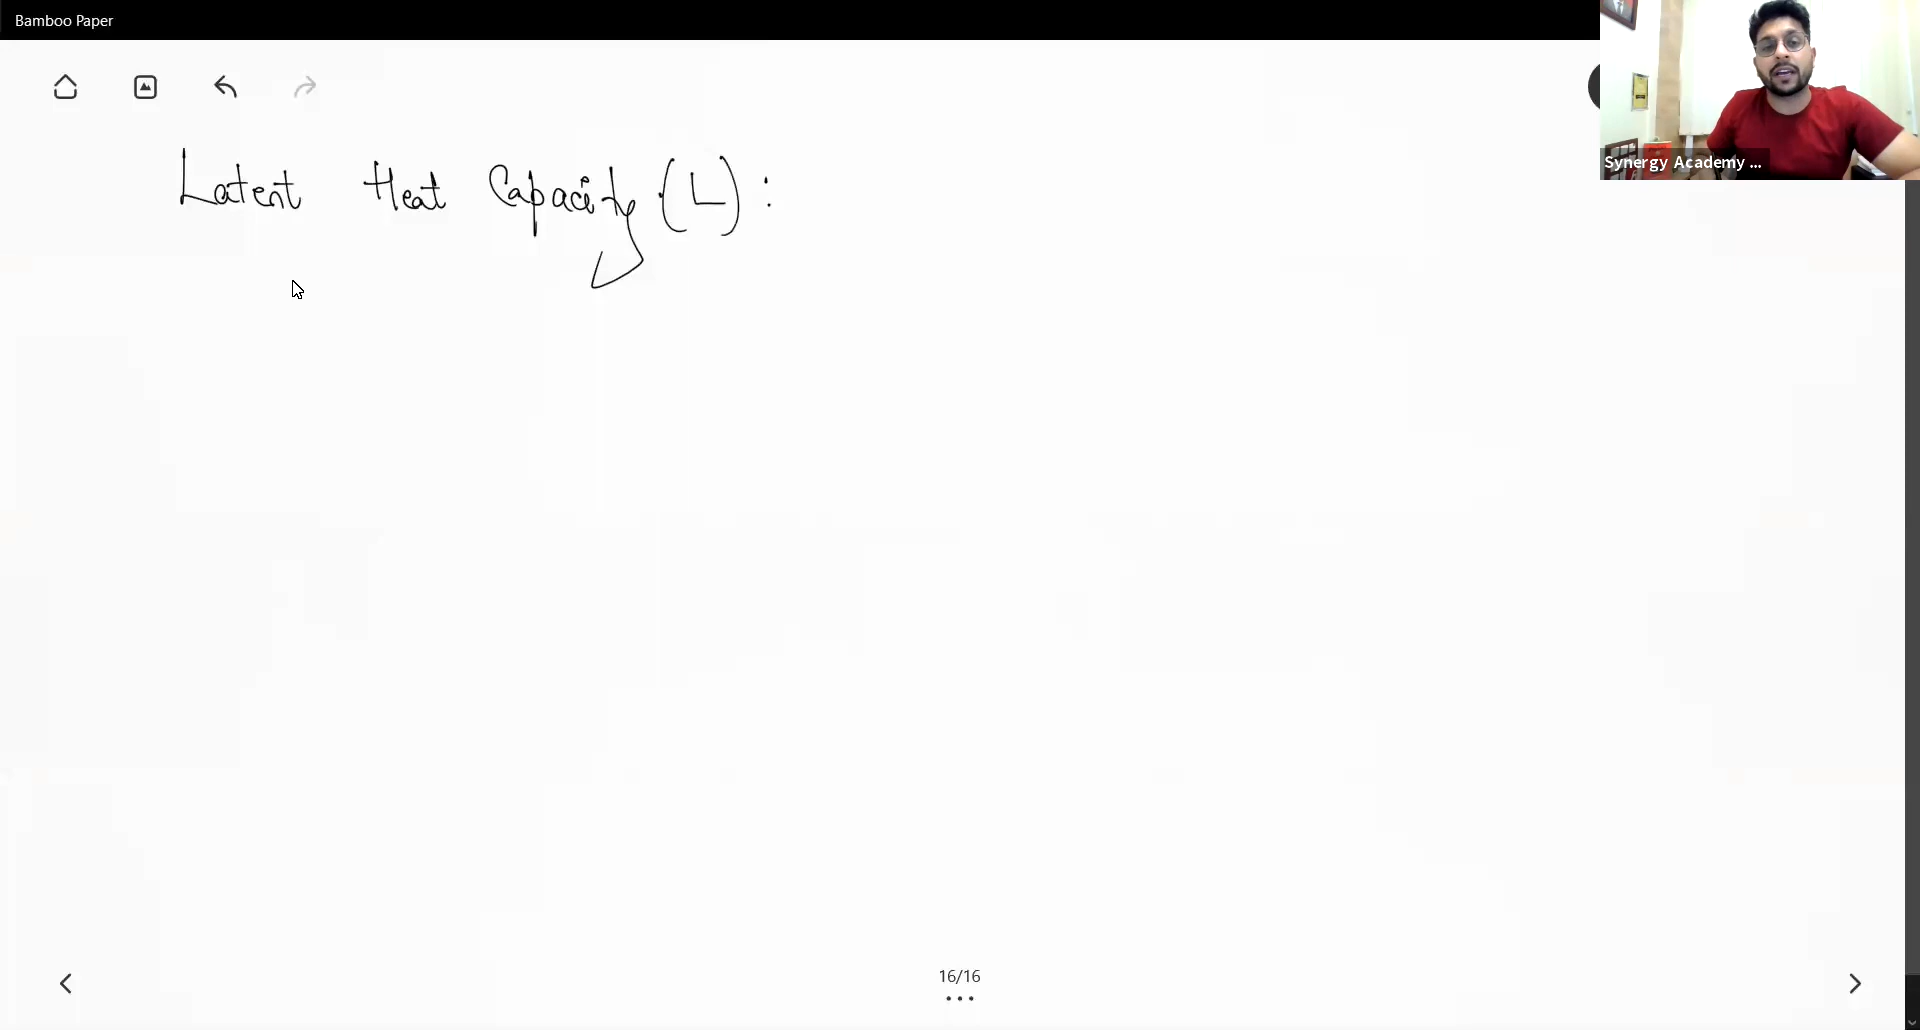 Bamboo Paper
Synergy Academy ...
Latent Heat Capacity (L) :
16/16